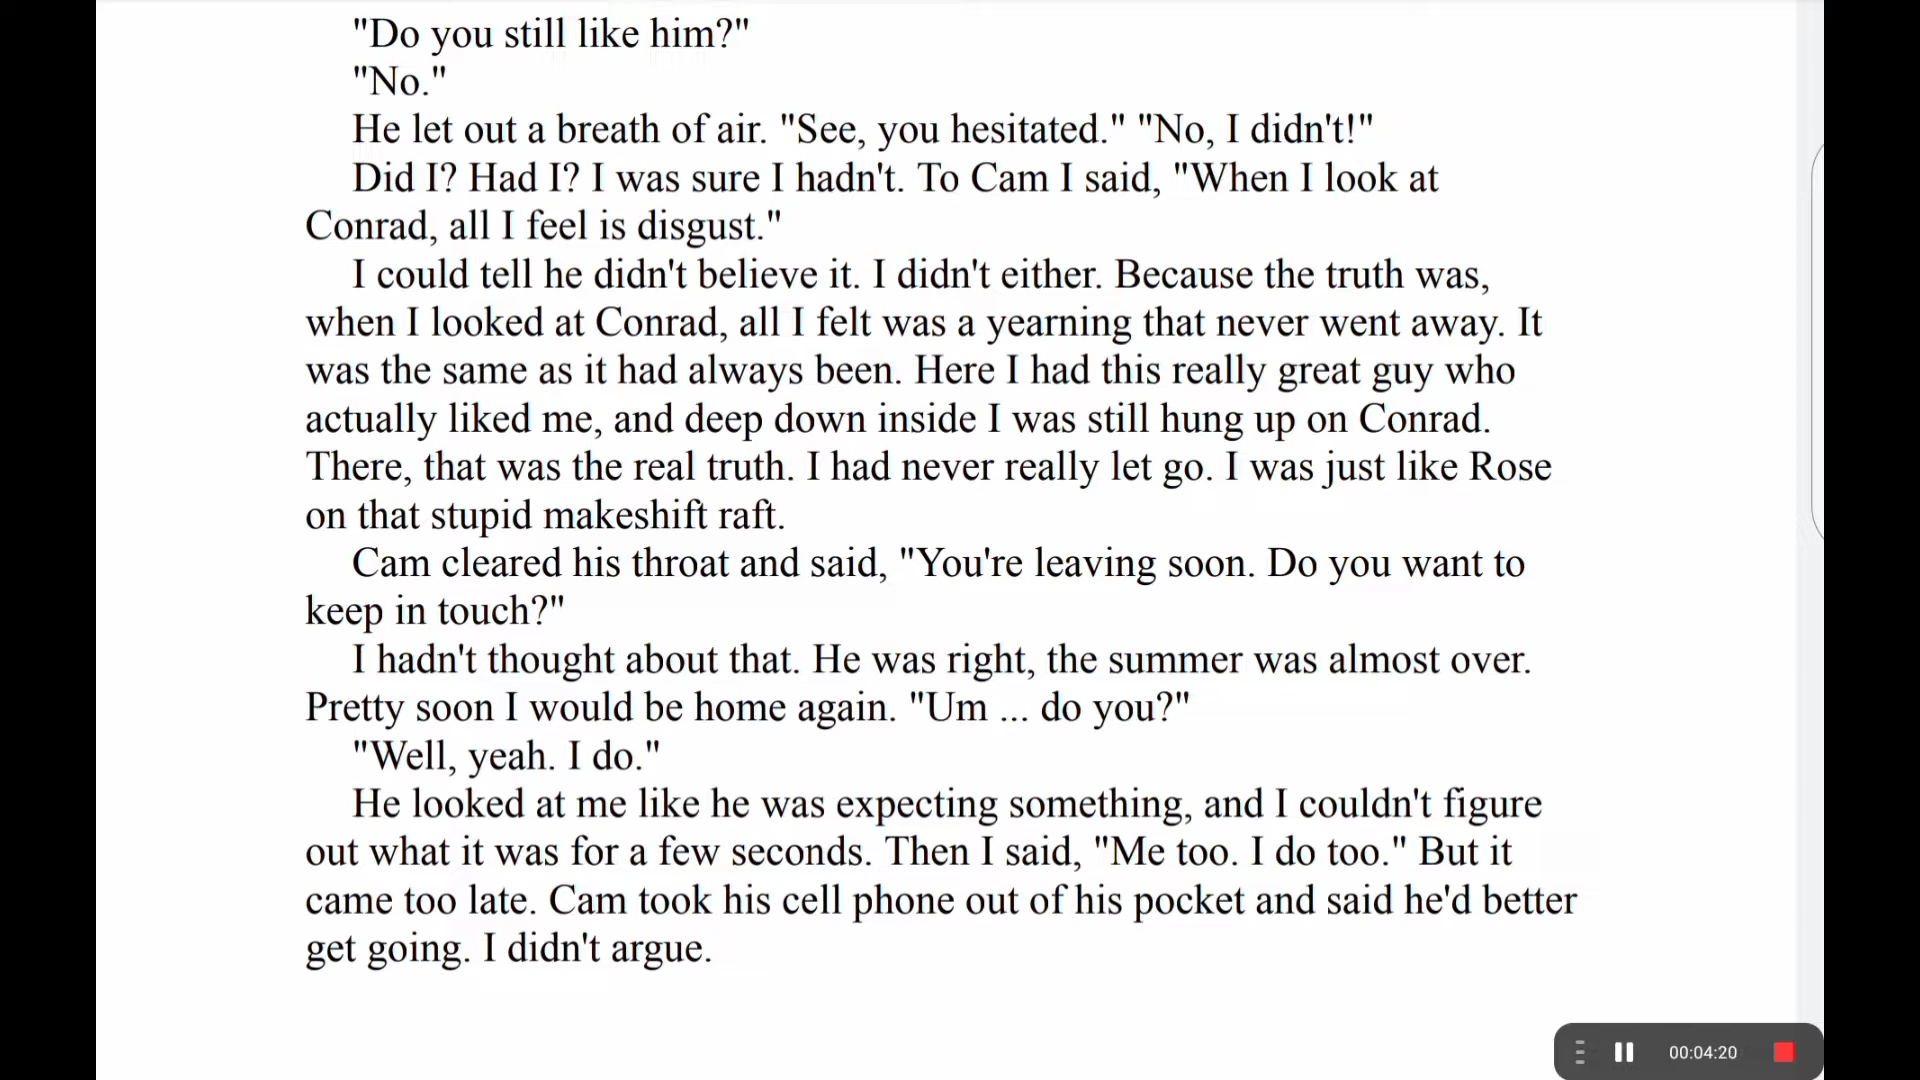 "Do you still like him?"
"No."
He let out a breath of air. "See, you hesitated." "No, I didn't!"
Did I? Had I? I was sure I hadn't. To Cam I said, "When I look at
Conrad, all I feel is disgust."
I could tell he didn't believe it. I didn't either. Because the truth was,
when I looked at Conrad, all I felt was a yearning that never went away. It
was the same as it had always been. Here I had this really great guy who
actually liked me, and deep down inside I was still hung up on Conrad.
There, that was the real truth. I had never really let go. I was just like Rose
on that stupid makeshift raft.
Cam cleared his throat and said, "You're leaving soon. Do you want to
keep in touch?"
I hadn't thought about that. He was right, the summer was almost over.
Pretty soon I would be home again. "Um ... do you?"
"Well, yeah. I do."
He looked at me like he was expecting something, and I couldn't figure
out what it was for a few seconds. Then I said, "Me too. I do too." But it
came too late. Cam took his cell phone out of his pocket and said he'd better
get going. I didn't argue.
00:04:20